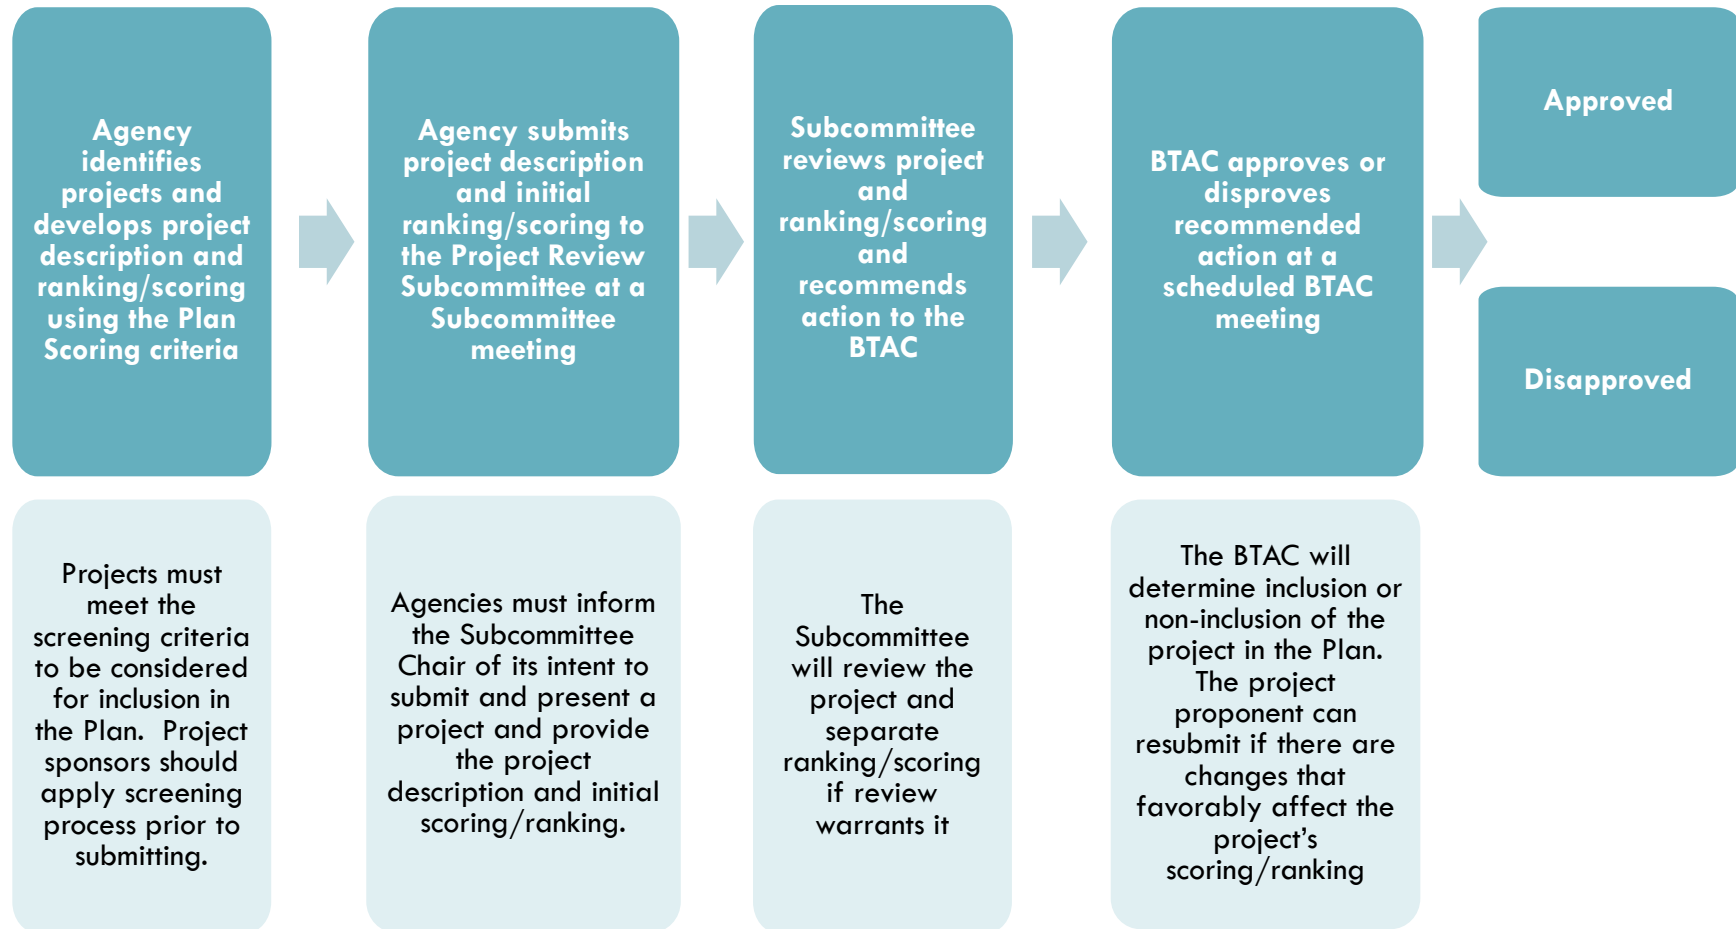 Agency
identifies
projects and
develops project
description and
ranking/scoring
using the Plan
Scoring criteria
Agency submits
project description
and initial
ranking/scoring to
the Project Review
Subcommittee at a
Subcommittee
meeting
Subcommittee
reviews project
and
ranking/scoring
and
recommends
action to the
BTAC
BTAC approves or
disproves
recommended
action at a
scheduled BTAC
meeting
Approved
Disapproved
Projects must
meet the
screening criteria
to be considered
for inclusion in
the Plan.  Project
sponsors should
apply screening
process prior to
submitting.
Agencies must inform
the Subcommittee
Chair of its intent to
submit and present a
project and provide
the project
description and initial
scoring/ranking.
The
Subcommittee
will review the
project and
separate
ranking/scoring
if review
warrants it
The BTAC will
determine inclusion or
non-inclusion of the
project in the Plan.
The project
proponent can
resubmit if there are
changes that
favorably affect the
project’s
scoring/ranking